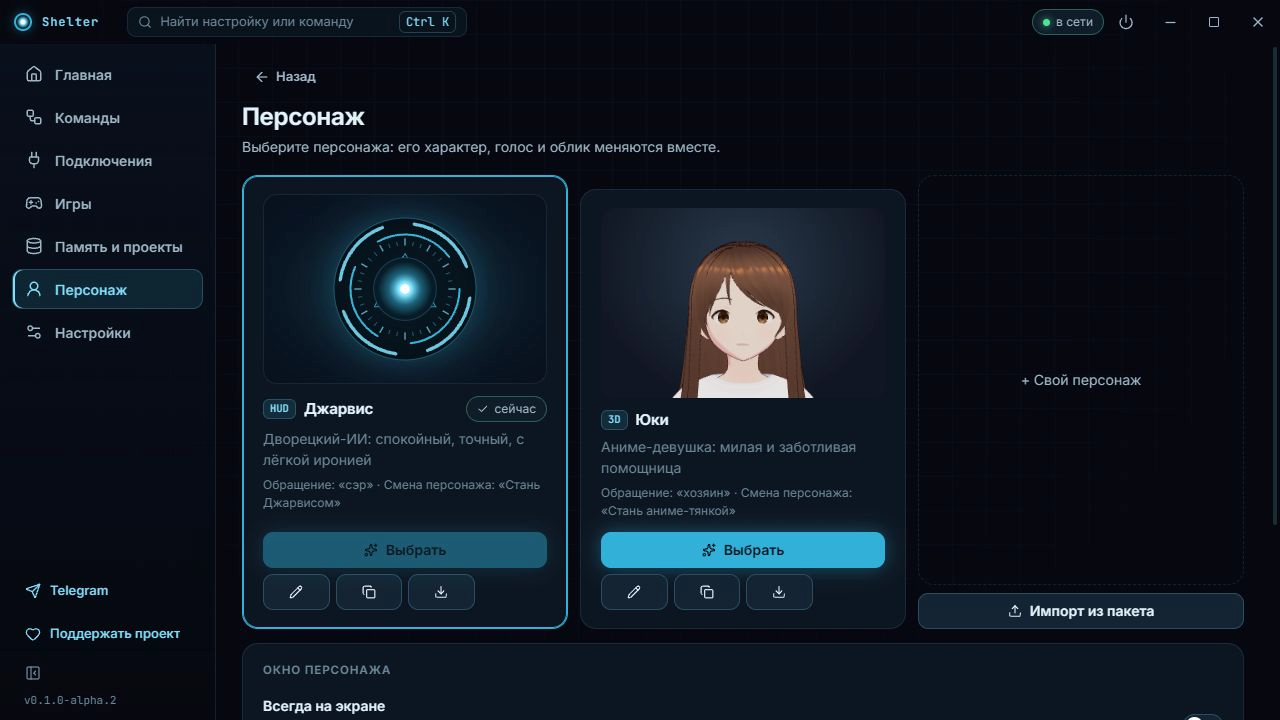 Shelter
Найти настройку или команду
Ctrl K
в сети
Главная
Команды
Подключения
Игры
Память и проекты
Персонаж
Настройки
Telegram
Поддержать проект
v0.1.0-alpha.2
Назад
Персонаж
Выберите персонажа: его характер, голос и облик меняются вместе.
HUD
Джарвис
сейчас
Дворецкий-ИИ: спокойный, точный, с
лёгкой иронией
Обращение: «сэр» · Смена персонажа: «Стань
Джарвисом»
Выбрать
3D
Юки
Аниме-девушка: милая и заботливая
помощница
Обращение: «хозяин» · Смена персонажа:
«Стань аниме-тянкой»
Выбрать
+ Свой персонаж
Импорт из пакета
ОКНО ПЕРСОНАЖА
Всегда на экране